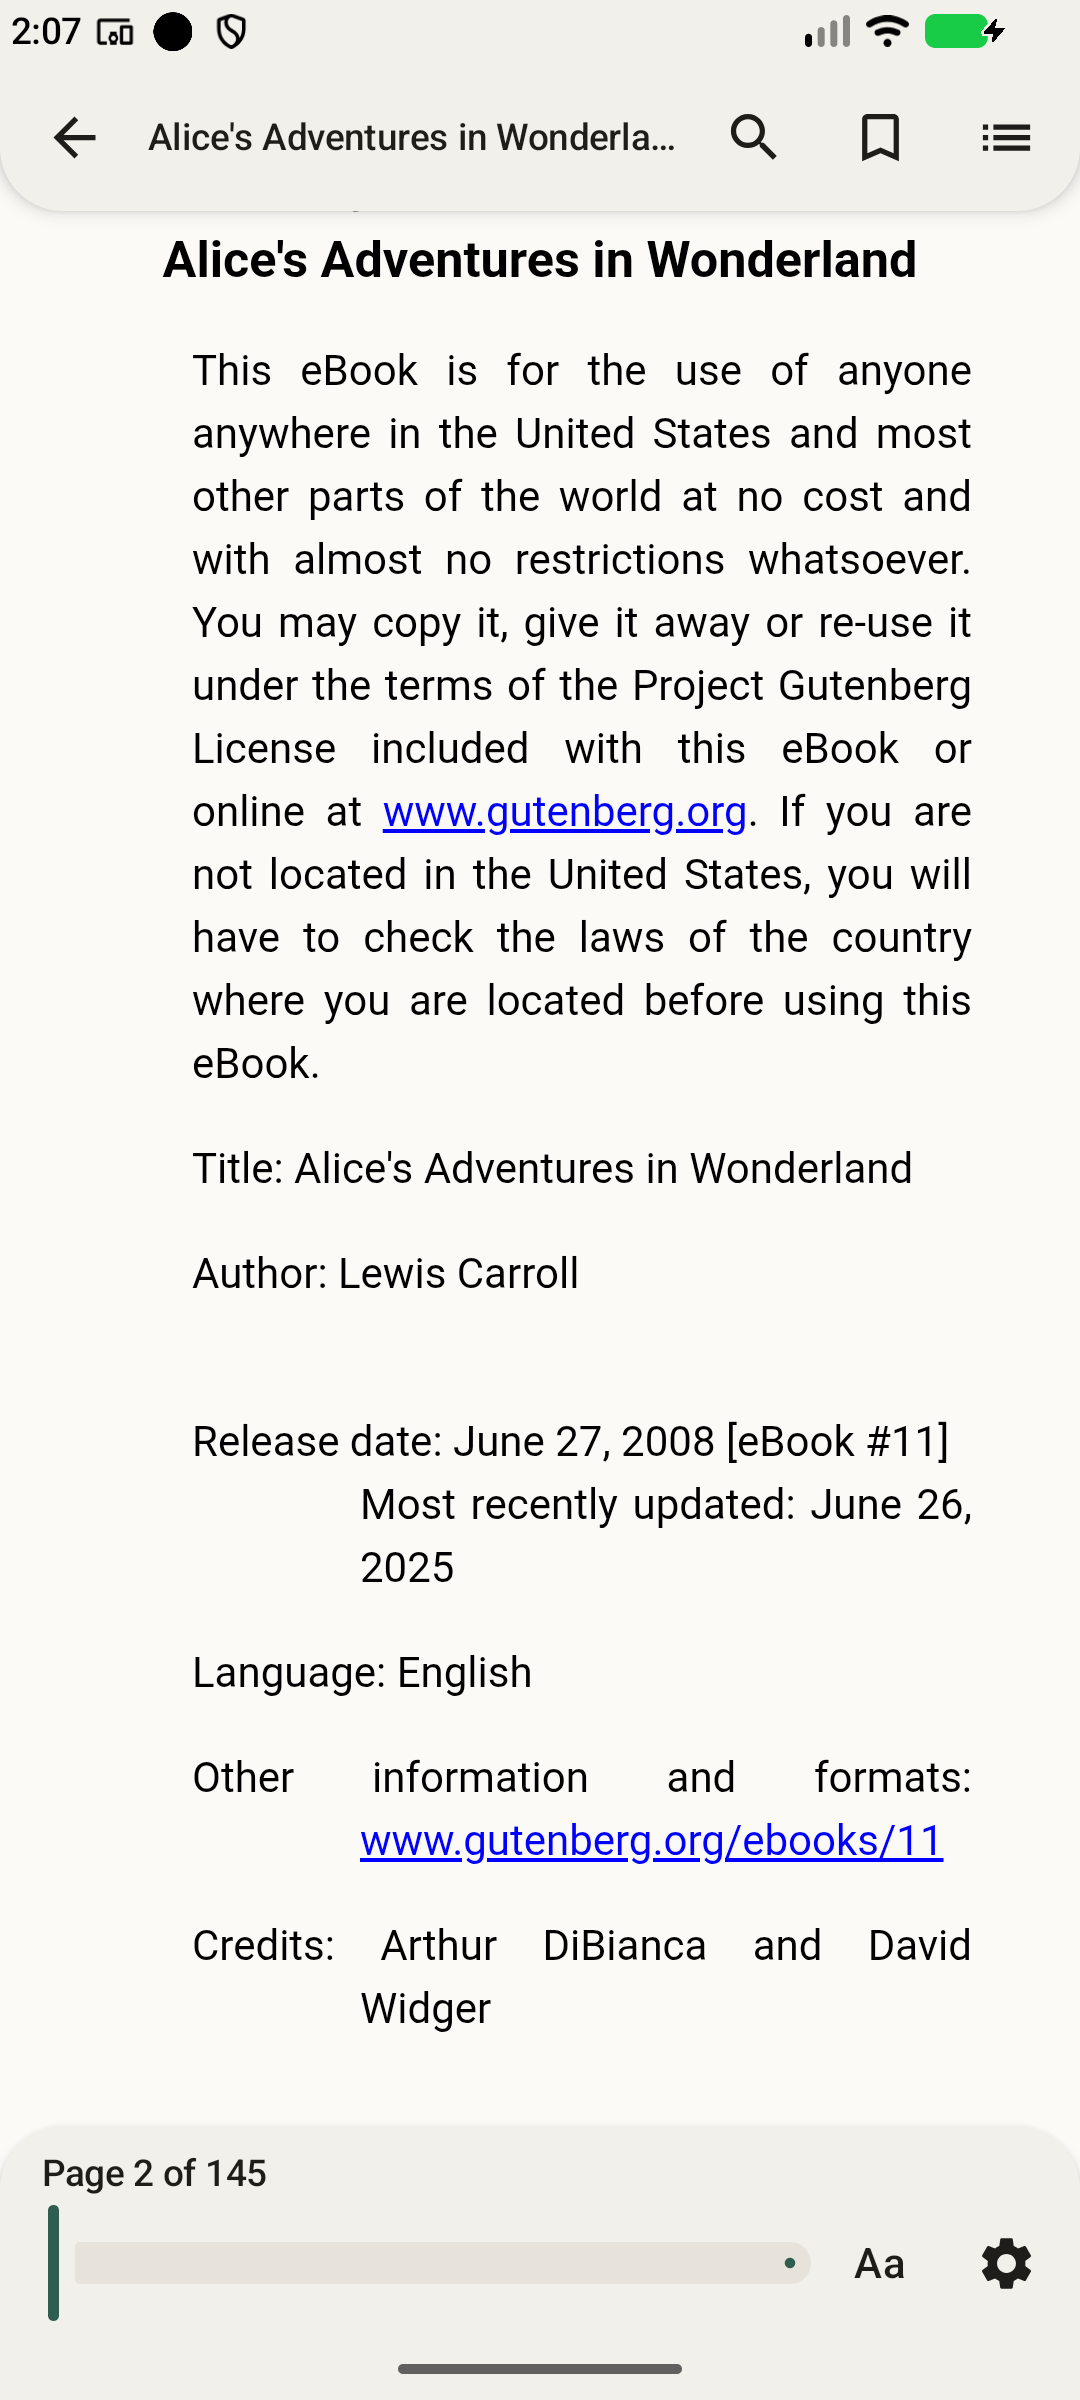 2:07
Alice's Adventures in Wonderla...
Alice's Adventures in Wonderland
This eBook is for the use of anyone
anywhere in the United States and most
other parts of the world at no cost and
with almost no restrictions whatsoever.
You may copy it, give it away or re-use it
under the terms of the Project Gutenberg
License included with this eBook or
online at www.gutenberg.org. If you are
not located in the United States, you will
have to check the laws of the country
where you are located before using this
eBook.
Title: Alice's Adventures in Wonderland
Author: Lewis Carroll
Release date: June 27, 2008 [eBook #11]
Most recently updated: June 26,
2025
Language: English
Other information and formats:
www.gutenberg.org/ebooks/11
Credits: Arthur DiBianca and David
Widger
Page 2 of 145
Aa